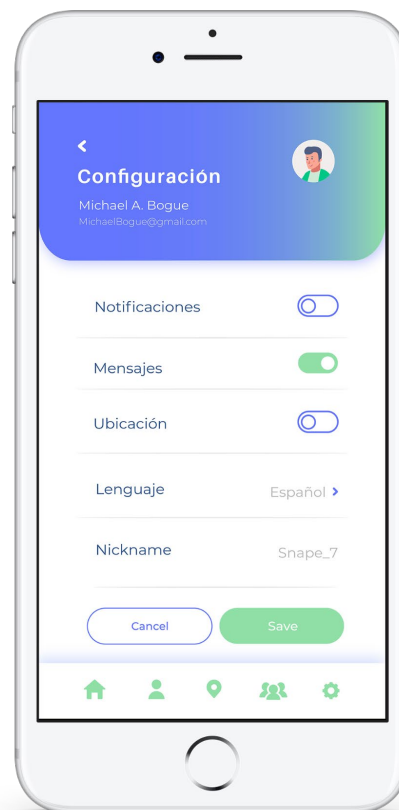 Configuración
Michael A. Bogue
MichaelBogue@gmail.com
Notificaciones
Mensajes
Ubicación
Lenguaje Español
Nickname Snape_7
Cancel Save